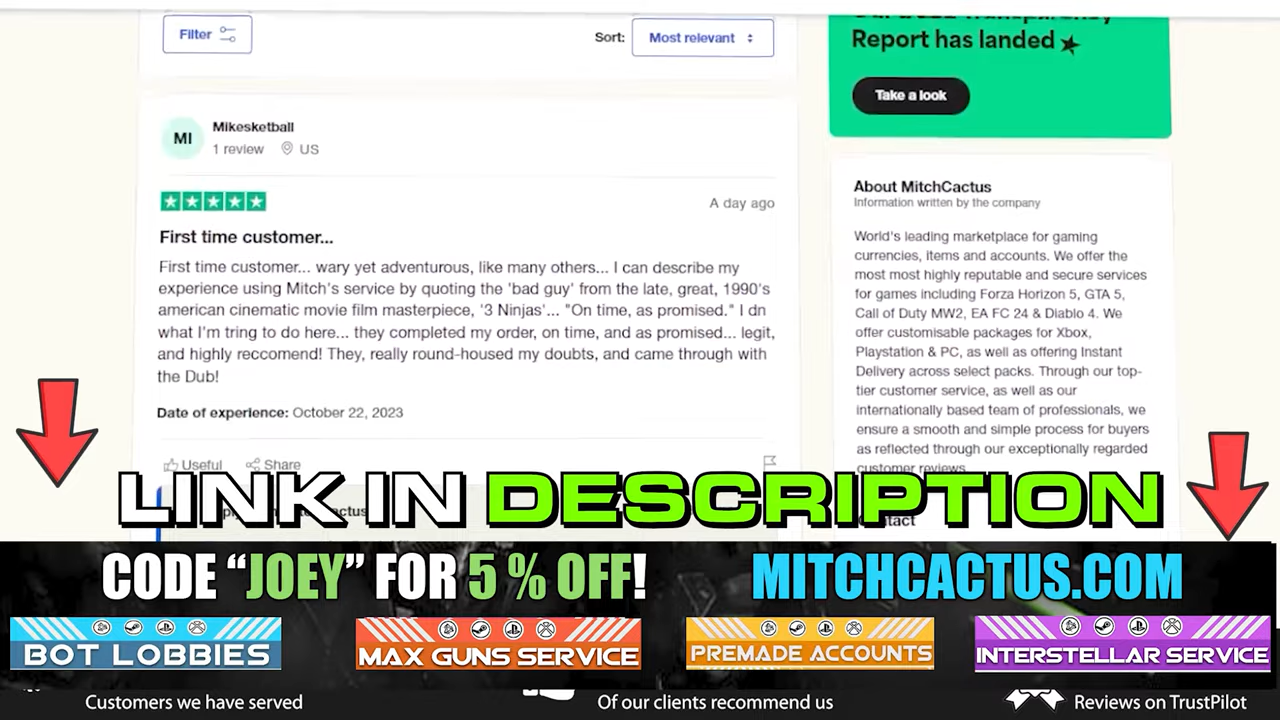 Filter
Sort:
Most relevant
Report has landed
Take a look
MI
Mikesketball
1 review
US
A day ago
First time customer...
First time customer... wary yet adventurous, like many others... I can describe my
experience using Mitch's service by quoting the 'bad guy' from the late, great, 1990's
american cinematic movie film masterpiece, '3 Ninjas'... "On time, as promised." I dn
what I'm tring to do here... they completed my order, on time, and as promised... legit,
and highly reccomend! They, really round-housed my doubts, and came through with
the Dub!
Date of experience: October 22, 2023
Useful
Share
About MitchCactus
Information written by the company
World's leading marketplace for gaming
currencies, items and accounts. We offer the
most most highly reputable and secure services
for games including Forza Horizon 5, GTA 5,
Call of Duty MW2, EA FC 24 & Diablo 4. We
offer customisable packages for Xbox,
Playstation & PC, as well as offering Instant
Delivery across select packs. Through our top-
tier customer service, as well as our
internationally based team of professionals, we
ensure a smooth and simple process for buyers
as reflected through our exceptionally regarded
customer reviews
LINK IN DESCRIPTION
CODE “JOEY” FOR 5 % OFF!
MITCHCACTUS.COM
BOT LOBBIES
MAX GUNS SERVICE
PREMADE ACCOUNTS
INTERSTELLAR SERVICE
Customers we have served
Of our clients recommend us
Reviews on TrustPilot